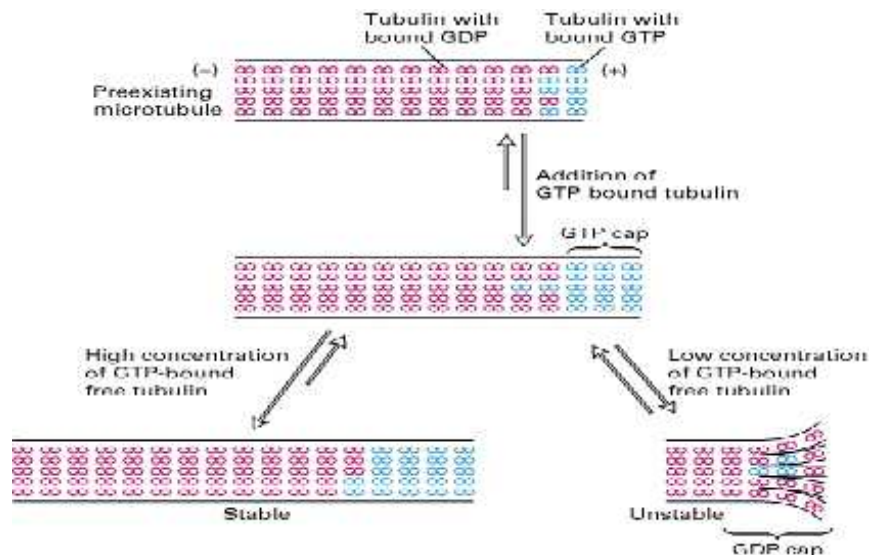 Tubulin with
bound GDP
Tubulin with
bound GTP
(−)
(+)
Preexisting
microtubule
Addition of
GTP bound tubulin
GTP cap
High concentration
of GTP-bound
free tubulin
Low concentration
of GTP-bound
free tubulin
Stable
Unstable
GDP cap